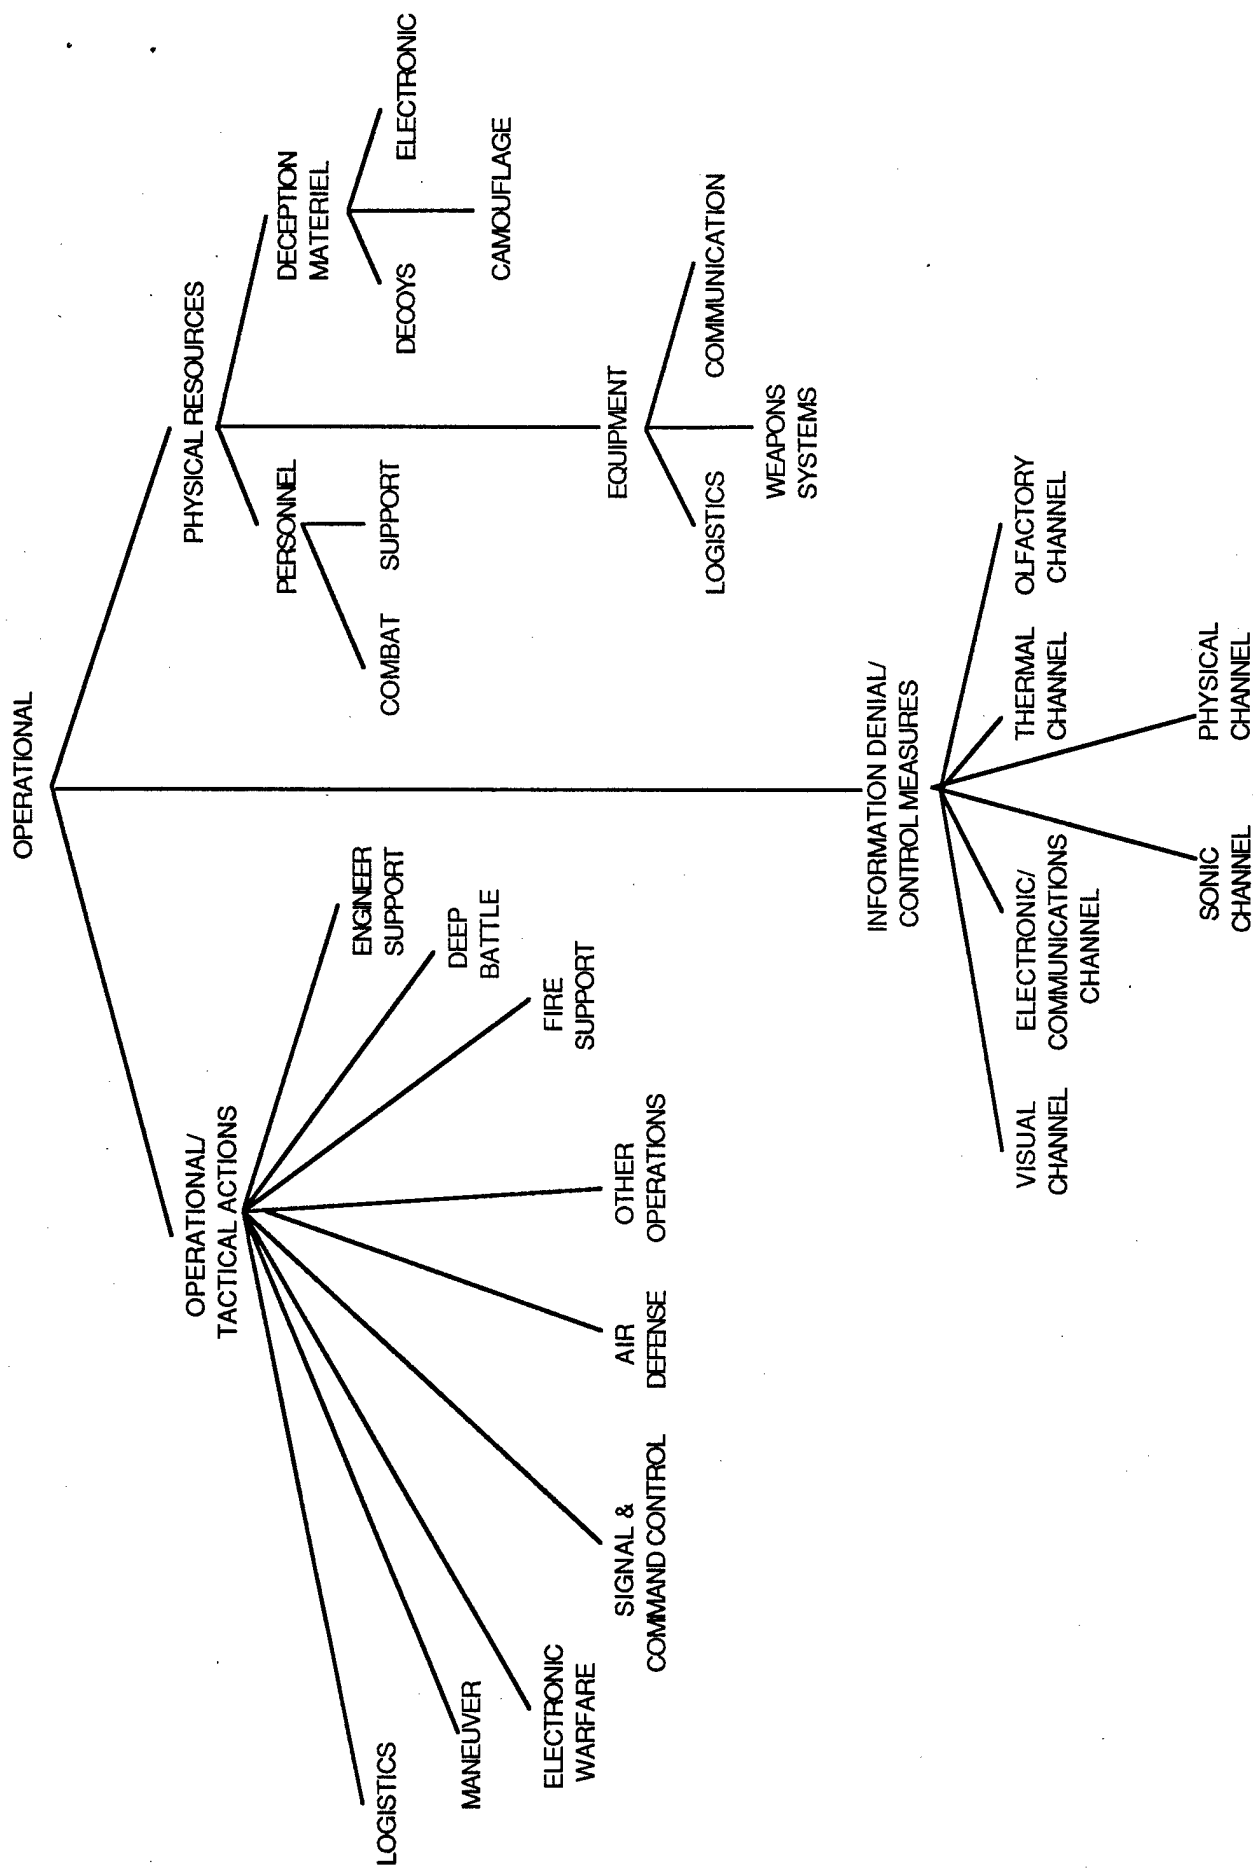 OPERATIONAL
OPERATIONAL/
TACTICAL ACTIONS
LOGISTICS
MANEUVER
ELECTRONIC
WARFARE
SIGNAL &
COMMAND CONTROL
AIR
DEFENSE
OTHER
OPERATIONS
FIRE
SUPPORT
DEEP
BATTLE
ENGINEER
SUPPORT
PHYSICAL RESOURCES
PERSONNEL
COMBAT
SUPPORT
DECEPTION
MATERIEL
DECOYS
CAMOUFLAGE
ELECTRONIC
EQUIPMENT
LOGISTICS
WEAPONS
SYSTEMS
COMMUNICATION
INFORMATION DENIAL/
CONTROL MEASURES
VISUAL
CHANNEL
ELECTRONIC/
COMMUNICATIONS
CHANNEL
SONIC
CHANNEL
PHYSICAL
CHANNEL
THERMAL
CHANNEL
OLFACTORY
CHANNEL